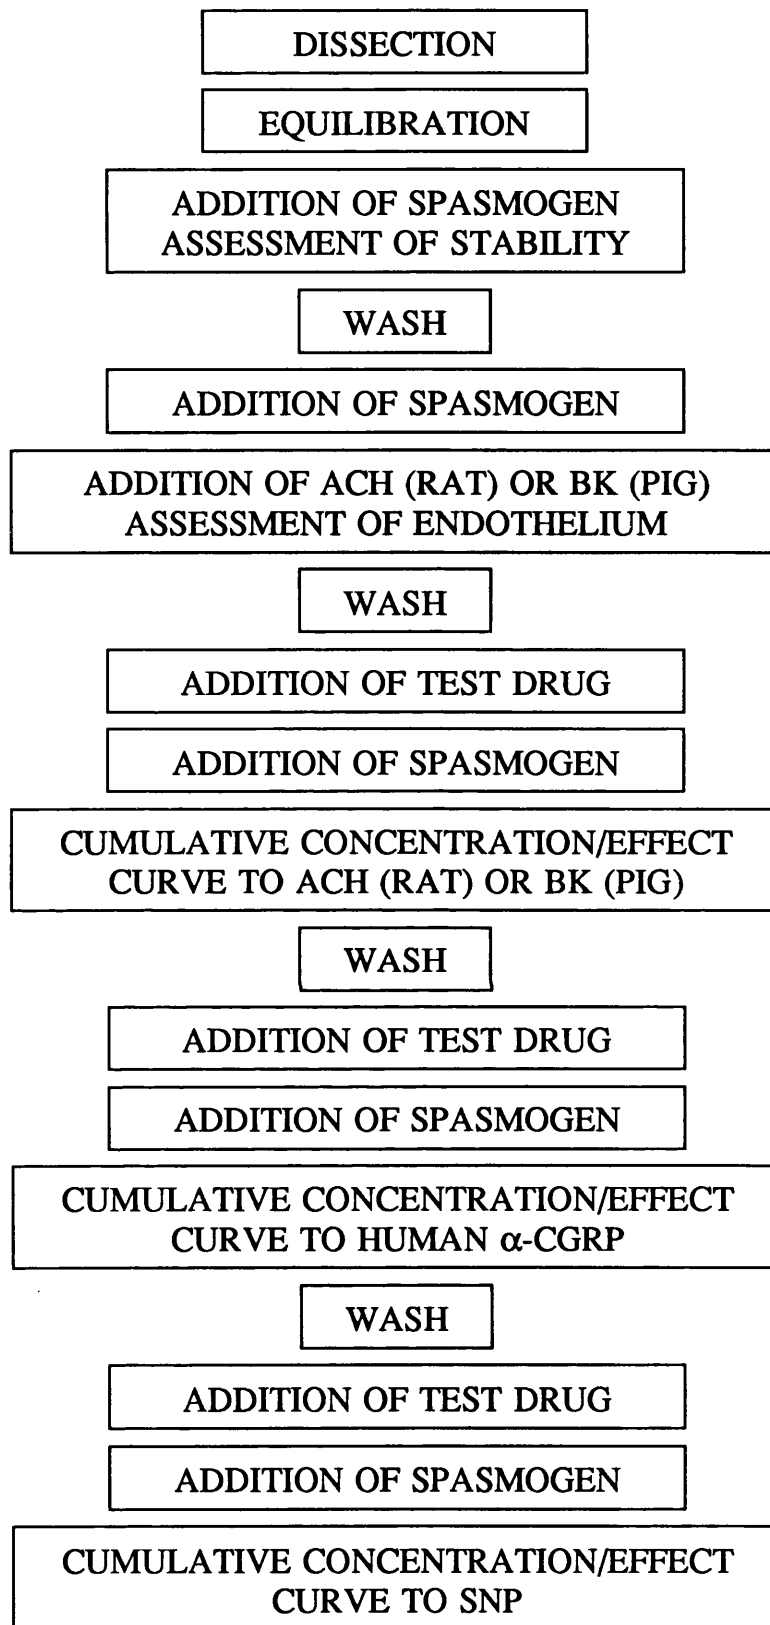 DISSECTION
EQUILIBRATION
ADDITION OF SPASMOGEN
ASSESSMENT OF STABILITY
WASH
ADDITION OF SPASMOGEN
ADDITION OF ACH (RAT) OR BK (PIG)
ASSESSMENT OF ENDOTHELIUM
WASH
ADDITION OF TEST DRUG
ADDITION OF SPASMOGEN
CUMULATIVE CONCENTRATION/EFFECT
CURVE TO ACH (RAT) OR BK (PIG)
WASH
ADDITION OF TEST DRUG
ADDITION OF SPASMOGEN
CUMULATIVE CONCENTRATION/EFFECT
CURVE TO HUMAN α-CGRP
WASH
ADDITION OF TEST DRUG
ADDITION OF SPASMOGEN
CUMULATIVE CONCENTRATION/EFFECT
CURVE TO SNP